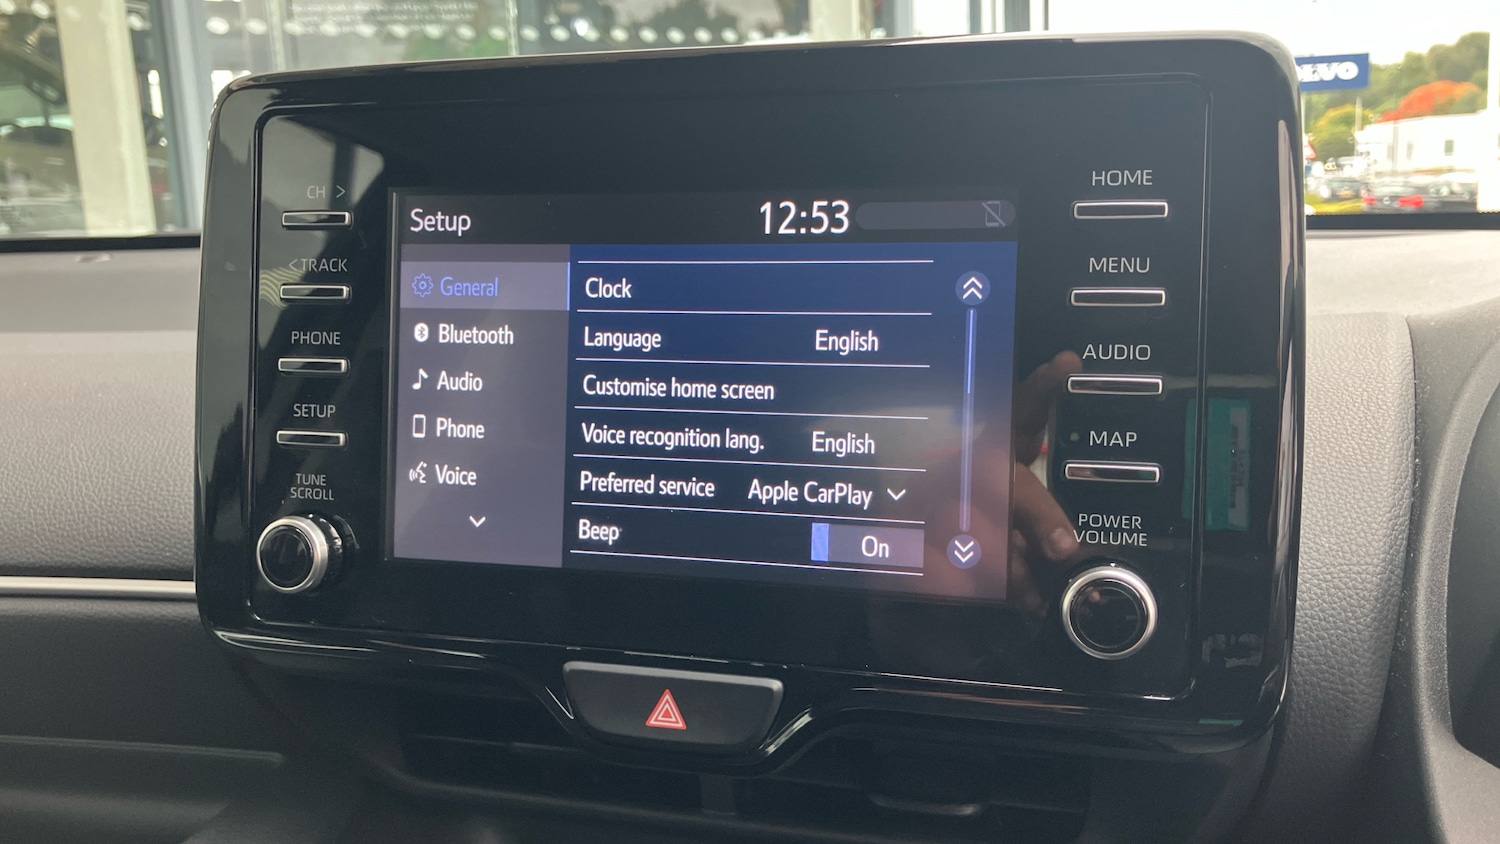 CH >
< TRACK
PHONE
SETUP
TUNE
SCROLL
Setup
12:53
General
Bluetooth
Audio
Phone
Voice
Clock
Language English
Customise home screen
Voice recognition lang. English
Preferred service Apple CarPlay
Beep On
HOME
MENU
AUDIO
MAP
POWER
VOLUME